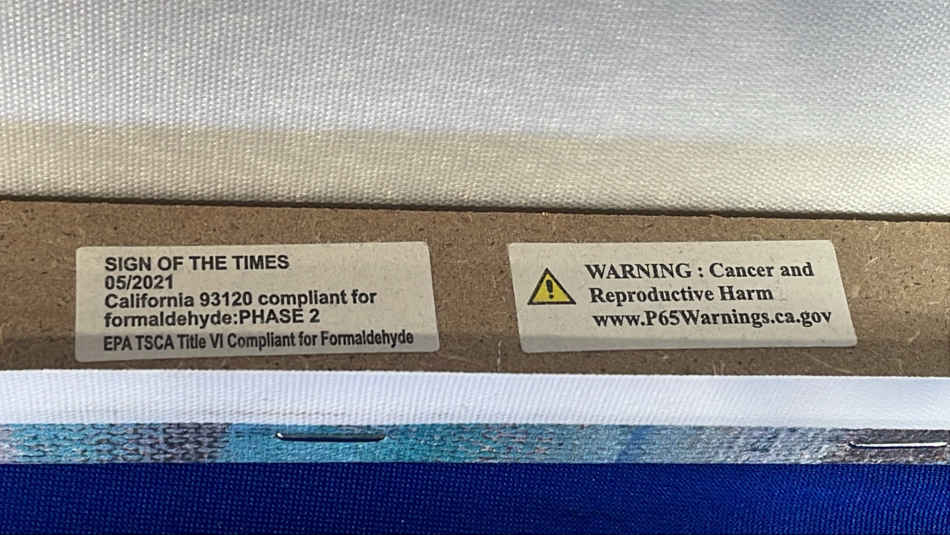 SIGN OF THE TIMES
05/2021
California 93120 compliant for
formaldehyde:PHASE 2
EPA TSCA Title VI Compliant for Formaldehyde
WARNING : Cancer and
Reproductive Harm
www.P65Warnings.ca.gov